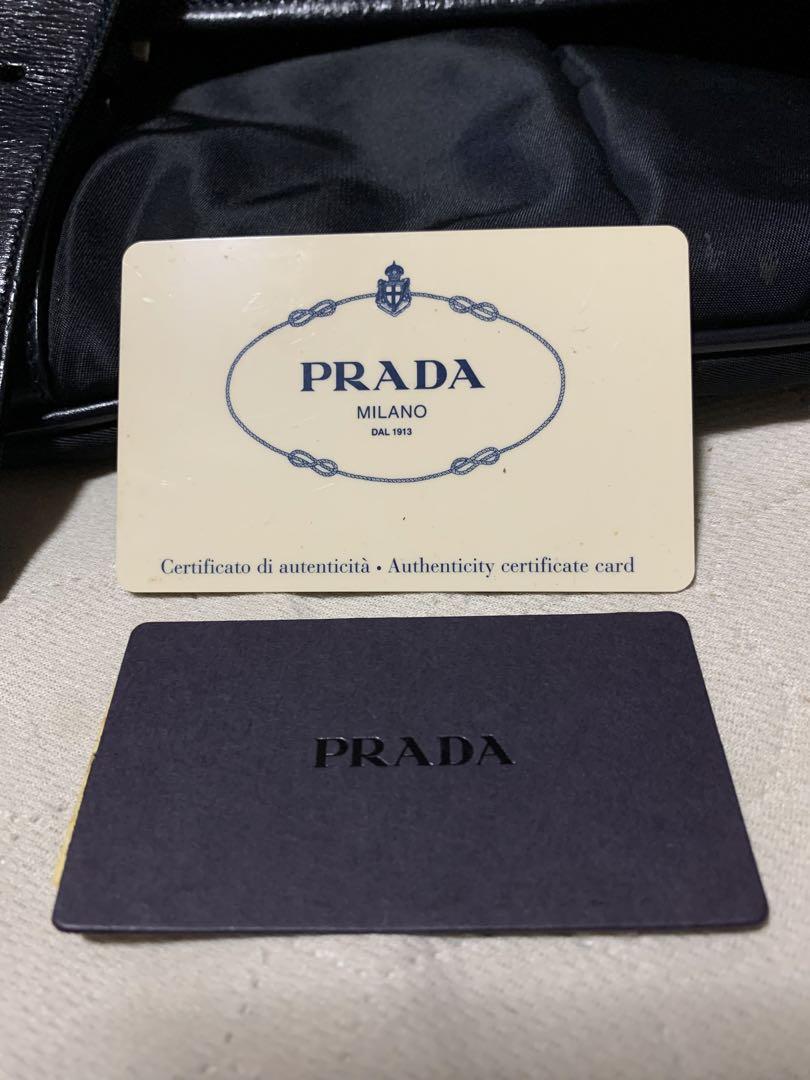 PRADA
MILANO
DAL 1913
Certificato di autenticità • Authenticity certificate card
PRADA